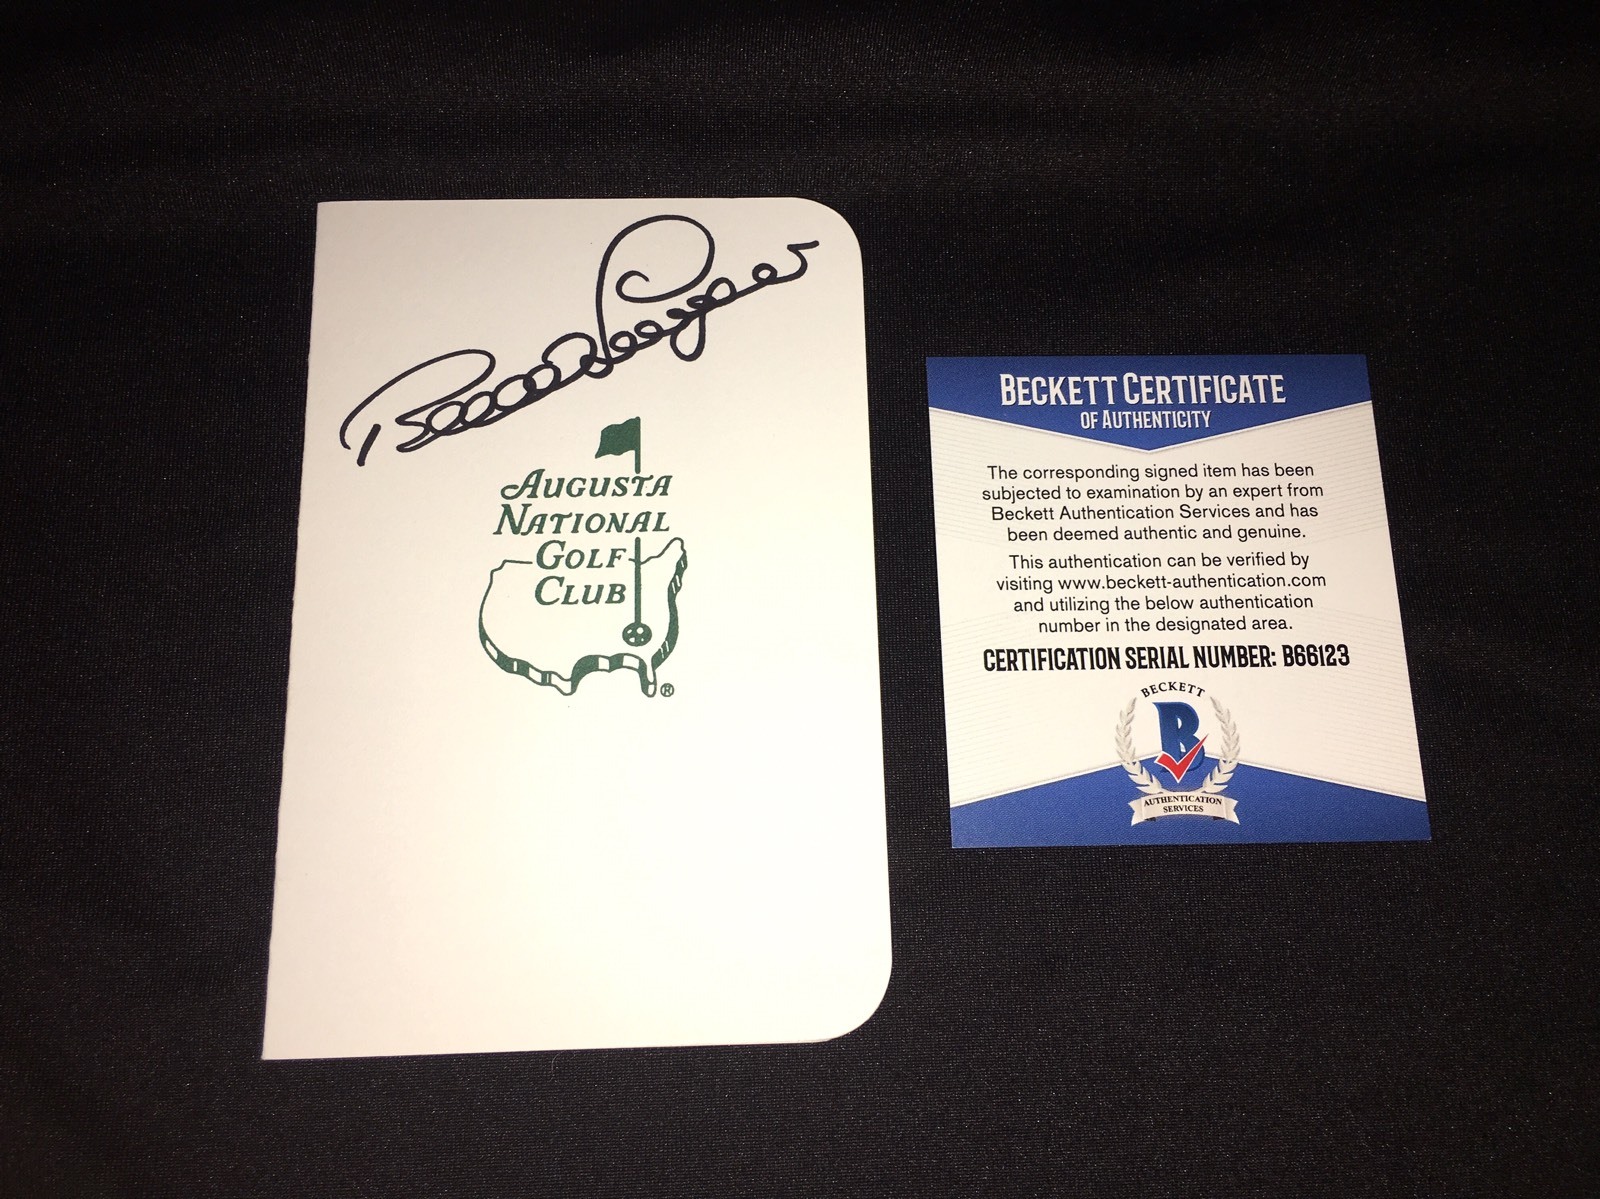 Bernhard Langer
AUGUSTA
NATIONAL
GOLF
CLUB
®
BECKETT CERTIFICATE
OF AUTHENTICITY
The corresponding signed item has been
subjected to examination by an expert from
Beckett Authentication Services and has
been deemed authentic and genuine.
This authentication can be verified by
visiting www.beckett-authentication.com
and utilizing the below authentication
number in the designated area.
CERTIFICATION SERIAL NUMBER: B66123
BECKETT
B
AUTHENTICATION
SERVICES